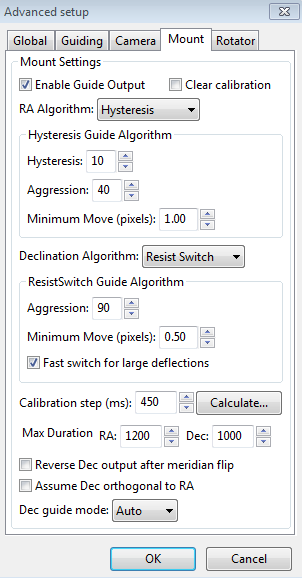 Advanced setup
Global Guiding Camera Mount Rotator
Mount Settings
Enable Guide Output Clear calibration
RA Algorithm: Hysteresis
Hysteresis Guide Algorithm
Hysteresis: 10
Aggression: 40
Minimum Move (pixels): 1.00
Declination Algorithm: Resist Switch
ResistSwitch Guide Algorithm
Aggression: 90
Minimum Move (pixels): 0.50
Fast switch for large deflections
Calibration step (ms): 450 Calculate...
Max Duration RA: 1200 Dec: 1000
Reverse Dec output after meridian flip
Assume Dec orthogonal to RA
Dec guide mode: Auto
OK Cancel